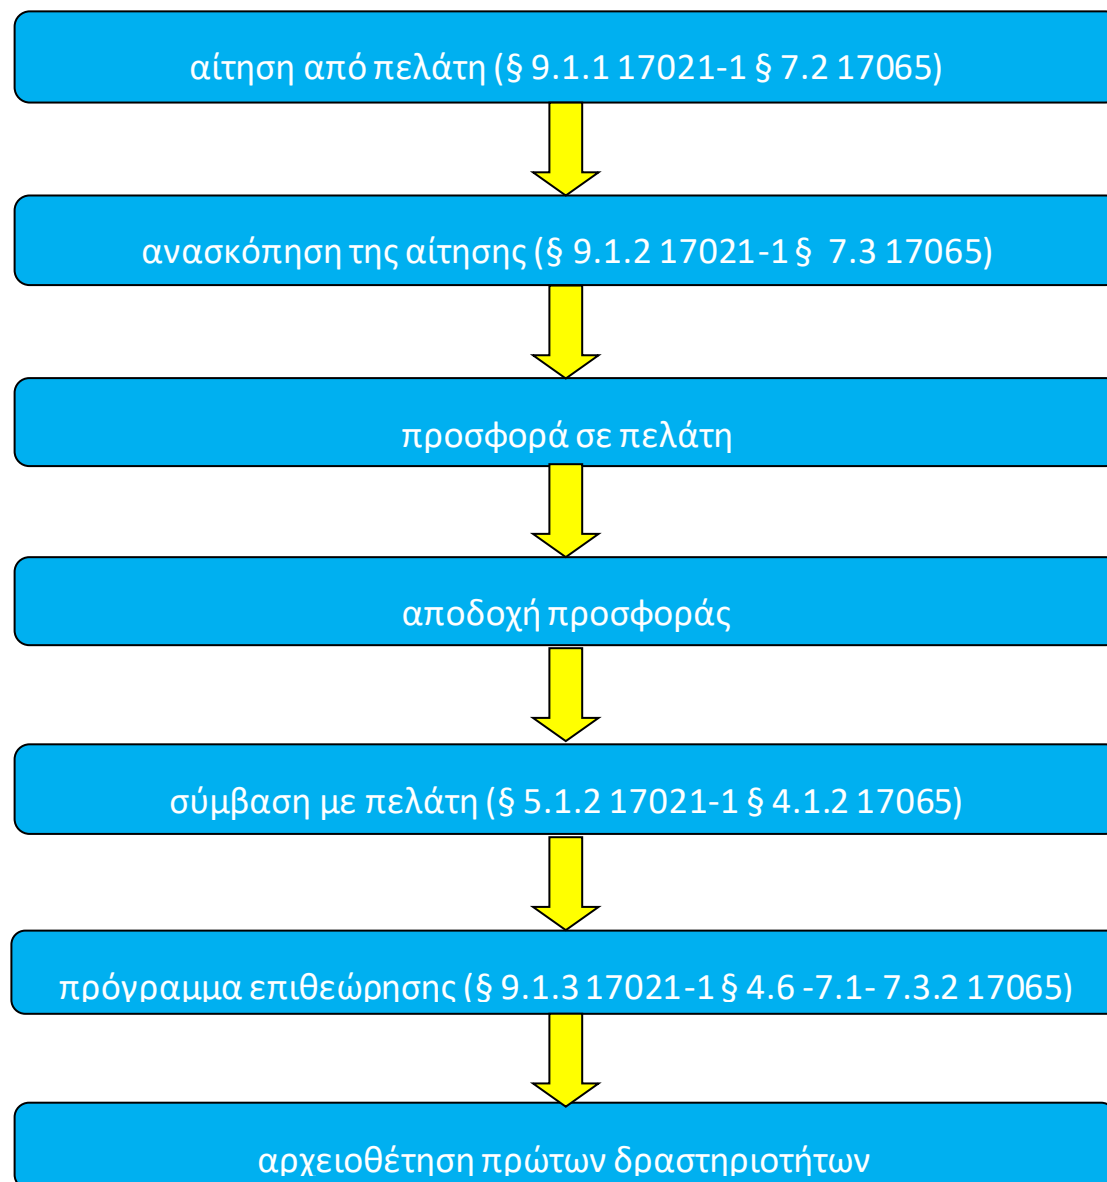 αίτηση από πελάτη (§ 9.1.1 17021-1 § 7.2 17065)
ανασκόπηση της αίτησης (§ 9.1.2 17021-1 § 7.3 17065)
προσφορά σε πελάτη
αποδοχή προσφοράς
σύμβαση με πελάτη (§ 5.1.2 17021-1 § 4.1.2 17065)
πρόγραμμα επιθεώρησης (§ 9.1.3 17021-1 § 4.6 -7.1- 7.3.2 17065)
αρχειοθέτηση πρώτων δραστηριοτήτων